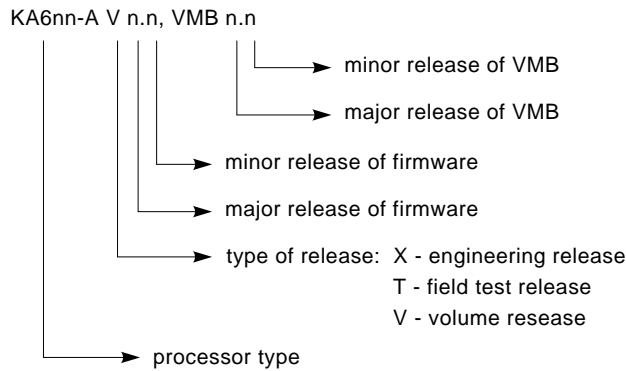 KA6nn-A V n.n, VMB n.n
minor release of VMB
major release of VMB
minor release of firmware
major release of firmware
type of release: X - engineering release
T - field test release
V - volume resease
processor type